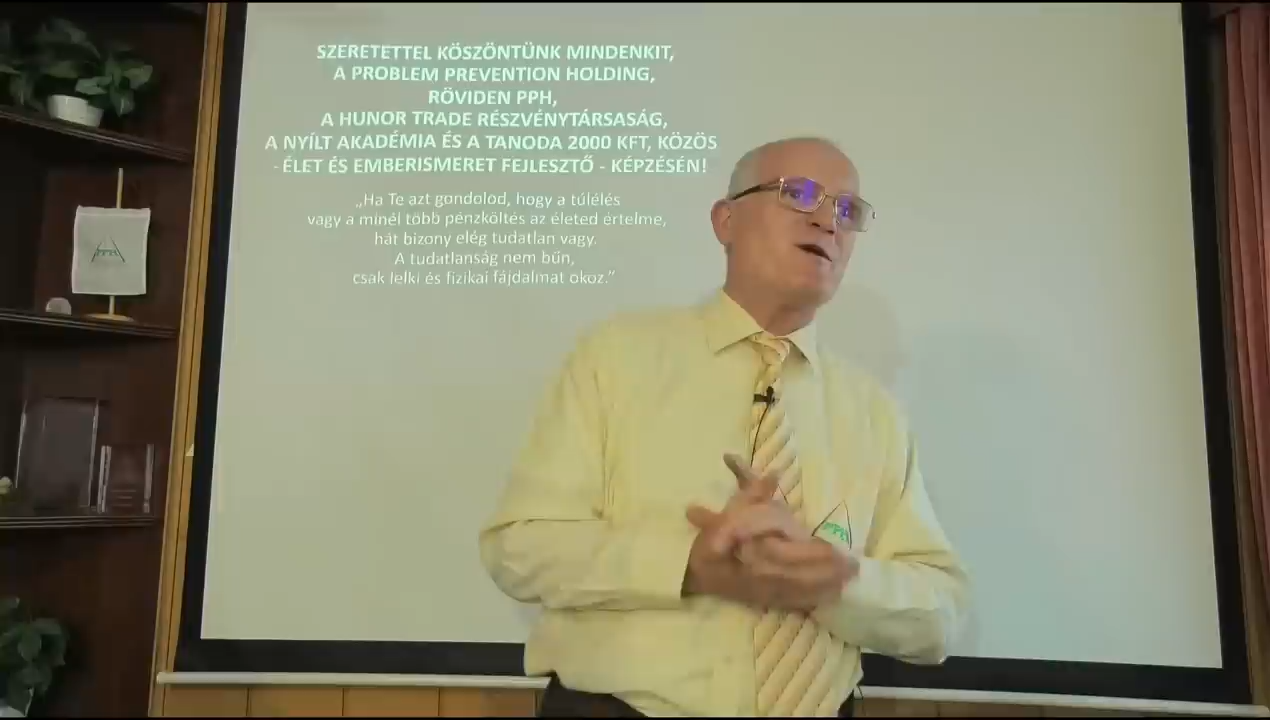 SZERETETTEL KÖSZÖNTÜNK MINDENKIT,
A PROBLEM PREVENTION HOLDING,
RÖVIDEN PPH,
A HUNOR TRADE RÉSZVÉNYTÁRSASÁG,
A NYÍLT AKADÉMIA ÉS A TANODA 2000 KFT, KÖZÖS
- ÉLET ÉS EMBERISMERET FEJLESZTŐ - KÉPZÉSÉN!
„Ha Te azt gondolod, hogy a túlélés
vagy a minél több pénzköltés az életed értelme,
hát bizony elég tudatlan vagy.
A tudatlanság nem bűn,
csak lelki és fizikai fájdalmat okoz.”
PPH
PPH